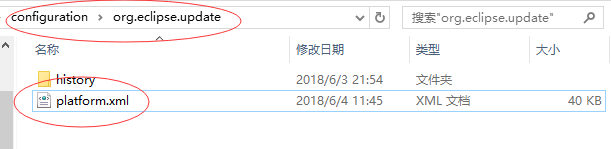 configuration > org.eclipse.update
搜索"org.eclipse.update"
名称 修改日期 类型 大小
history 2018/6/3 21:54 文件夹
platform.xml 2018/6/4 11:45 XML 文档 40 KB